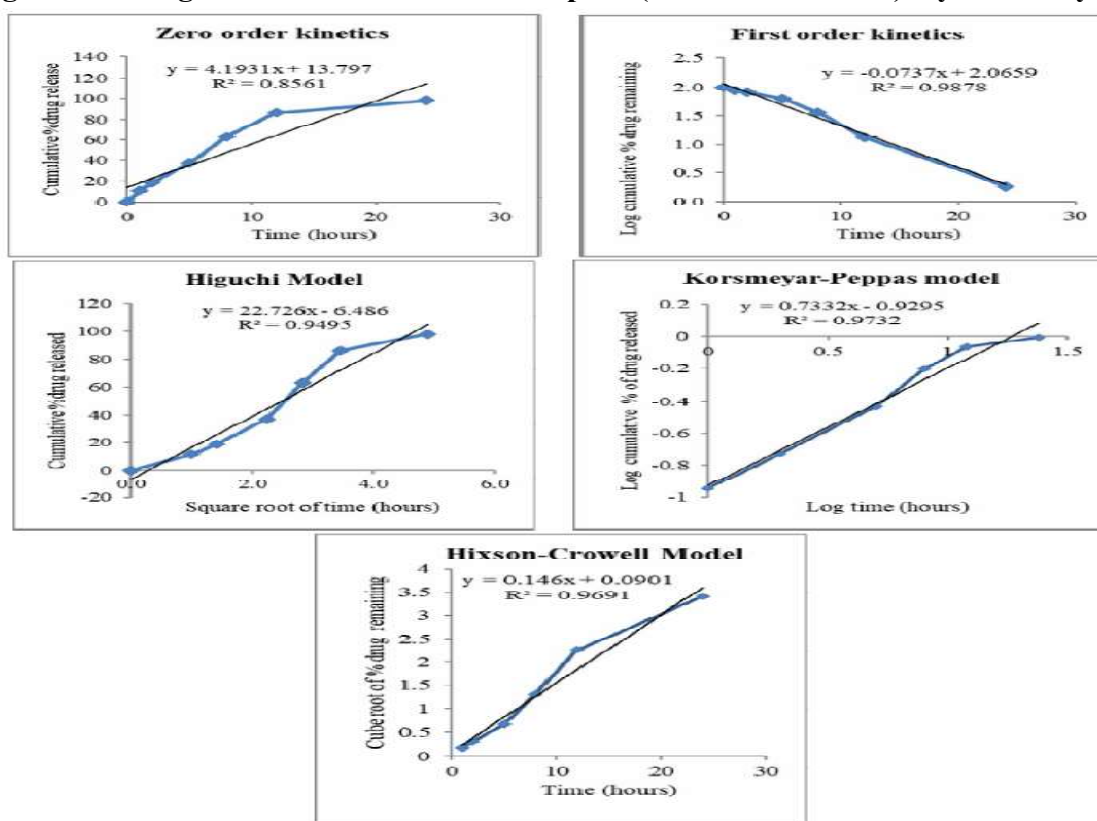 Zero order kinetics
y = 4.1931x + 13.797
R² = 0.8561
Cumulative %drug release
140
120
100
80
60
40
20
0
0 10 20 30
Time (hours)
First order kinetics
y = -0.0737x + 2.0659
R² = 0.9878
Log cumulative % drug remaining
2.5
2.0
1.5
1.0
0.5
0.0
0 10 20 30
Time (hours)
Higuchi Model
y = 22.726x - 6.486
R² = 0.9495
Cumulative %drug released
120
100
80
60
40
20
0
-20
0.0 2.0 4.0 6.0
Square root of time (hours)
Korsmeyar-Peppas model
y = 0.7332x - 0.9295
R² = 0.9732
Log cumulative % of drug released
0.2
0
-0.2
-0.4
-0.6
-0.8
-1
0 0.5 1 1.5
Log time (hours)
Hixson-Crowell Model
y = 0.146x + 0.0901
R² = 0.9691
Cube root of % drug remaining
4
3.5
3
2.5
2
1.5
1
0.5
0
0 10 20 30
Time (hours)